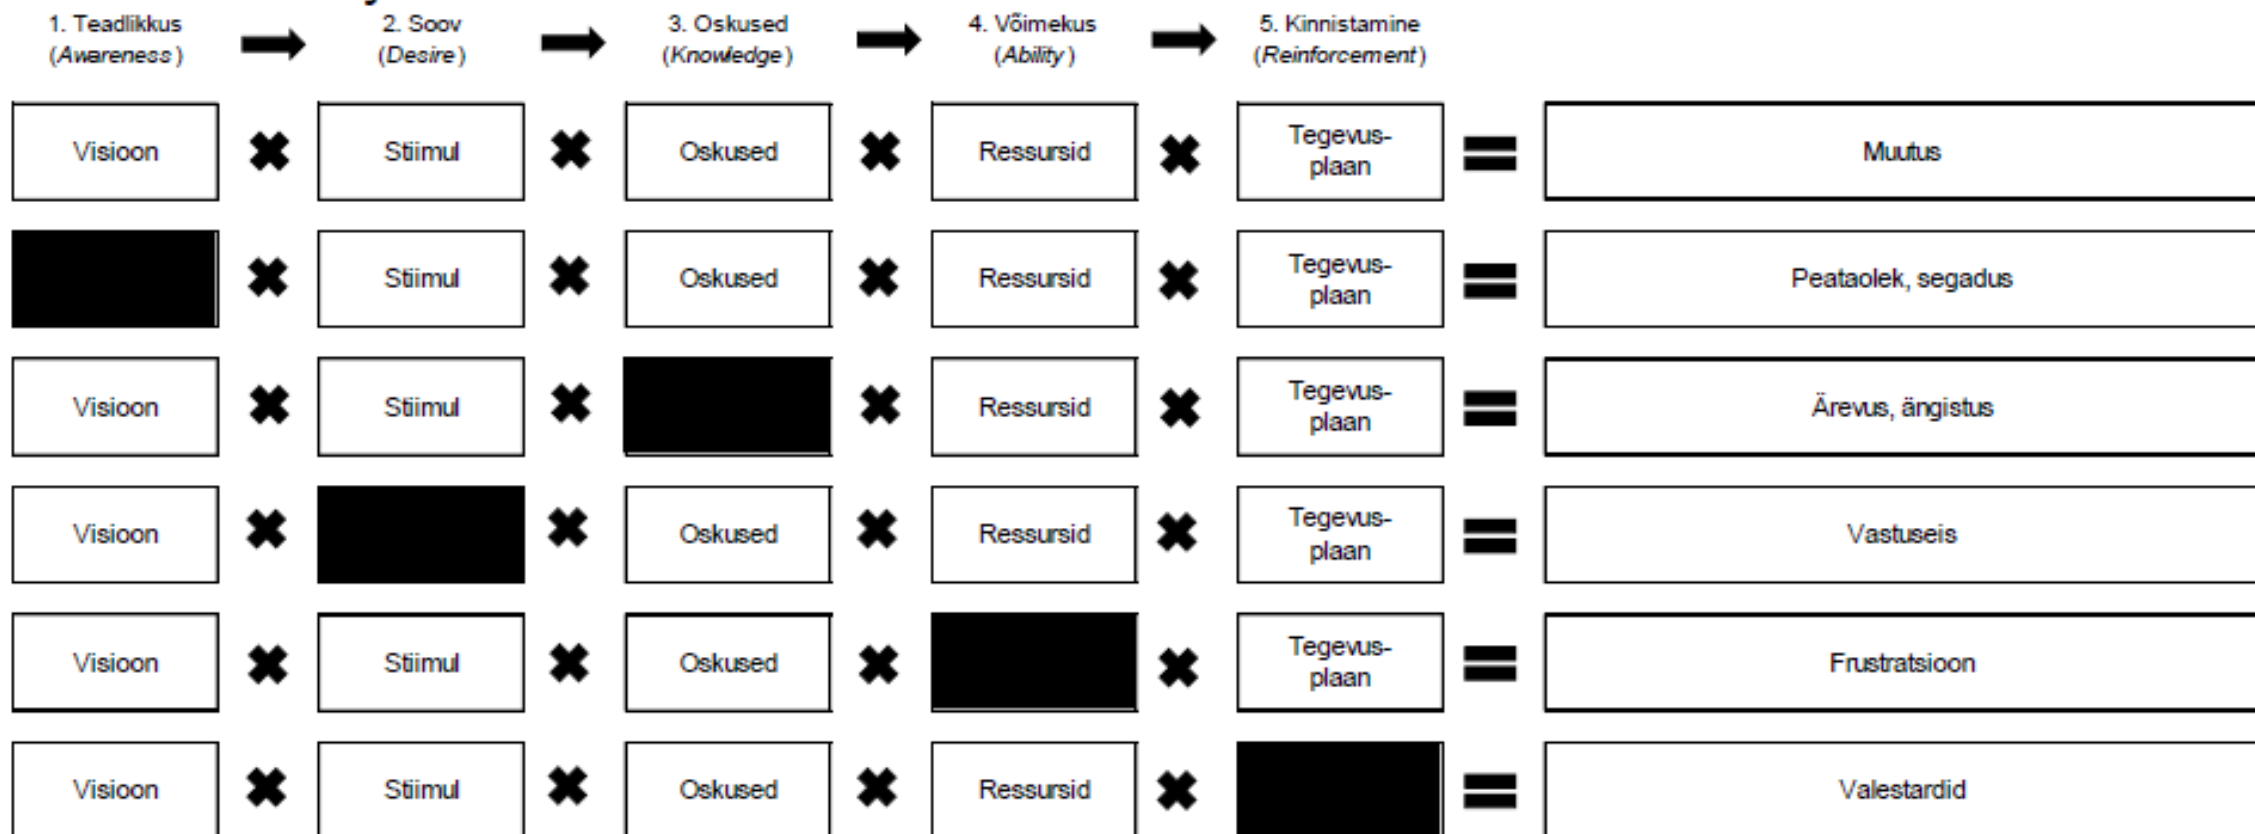 1. Teadlikkus
(Awareness)
2. Soov
(Desire)
3. Oskused
(Knowledge)
4. Võimekus
(Ability)
5. Kinnistamine
(Reinforcement)
Visioon
Stiimul
Oskused
Ressursid
Tegevus-
plaan
Muutus
Stiimul
Oskused
Ressursid
Tegevus-
plaan
Peataolek, segadus
Visioon
Stiimul
Ressursid
Tegevus-
plaan
Ärevus, ängistus
Visioon
Oskused
Ressursid
Tegevus-
plaan
Vastuseis
Visioon
Stiimul
Oskused
Tegevus-
plaan
Frustratsioon
Visioon
Stiimul
Oskused
Ressursid
Valestardid